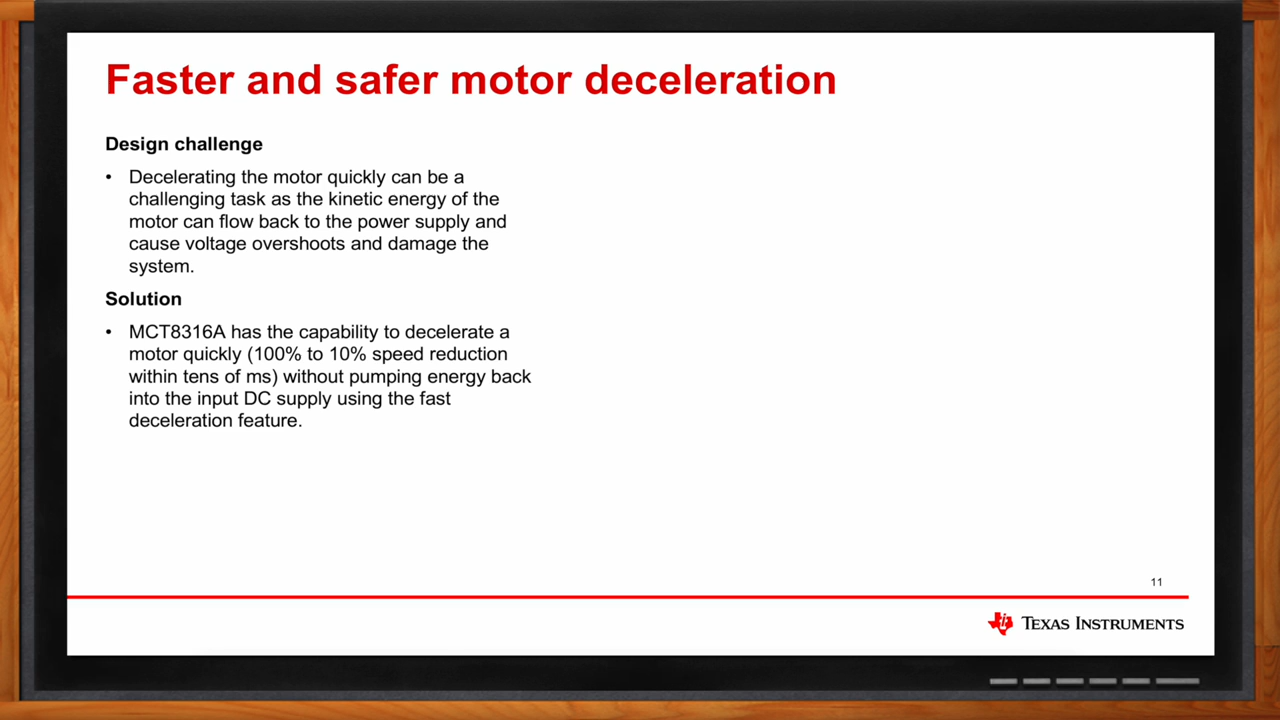 Faster and safer motor deceleration
Design challenge
• Decelerating the motor quickly can be a
challenging task as the kinetic energy of the
motor can flow back to the power supply and
cause voltage overshoots and damage the
system.
Solution
• MCT8316A has the capability to decelerate a
motor quickly (100% to 10% speed reduction
within tens of ms) without pumping energy back
into the input DC supply using the fast
deceleration feature.
11
TEXAS INSTRUMENTS